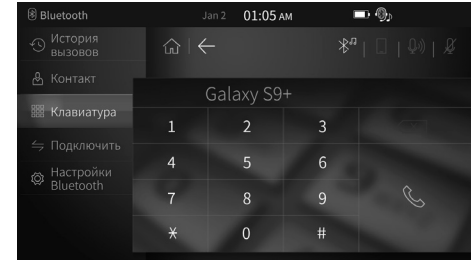 Bluetooth
Jan 2 01:05 AM
История
вызовов
Контакт
Клавиатура
Подключить
Настройки
Bluetooth
Galaxy S9+
1 2 3
4 5 6
7 8 9
* 0 #